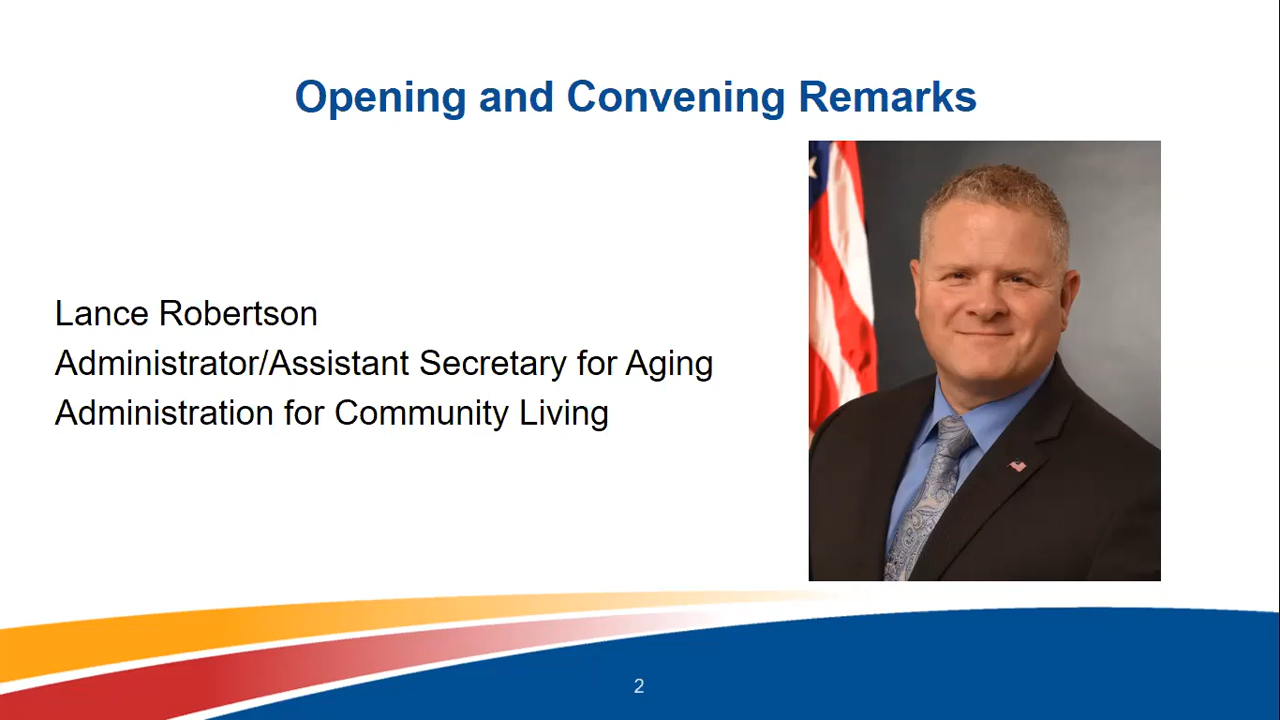 Opening and Convening Remarks
Lance Robertson
Administrator/Assistant Secretary for Aging
Administration for Community Living
2